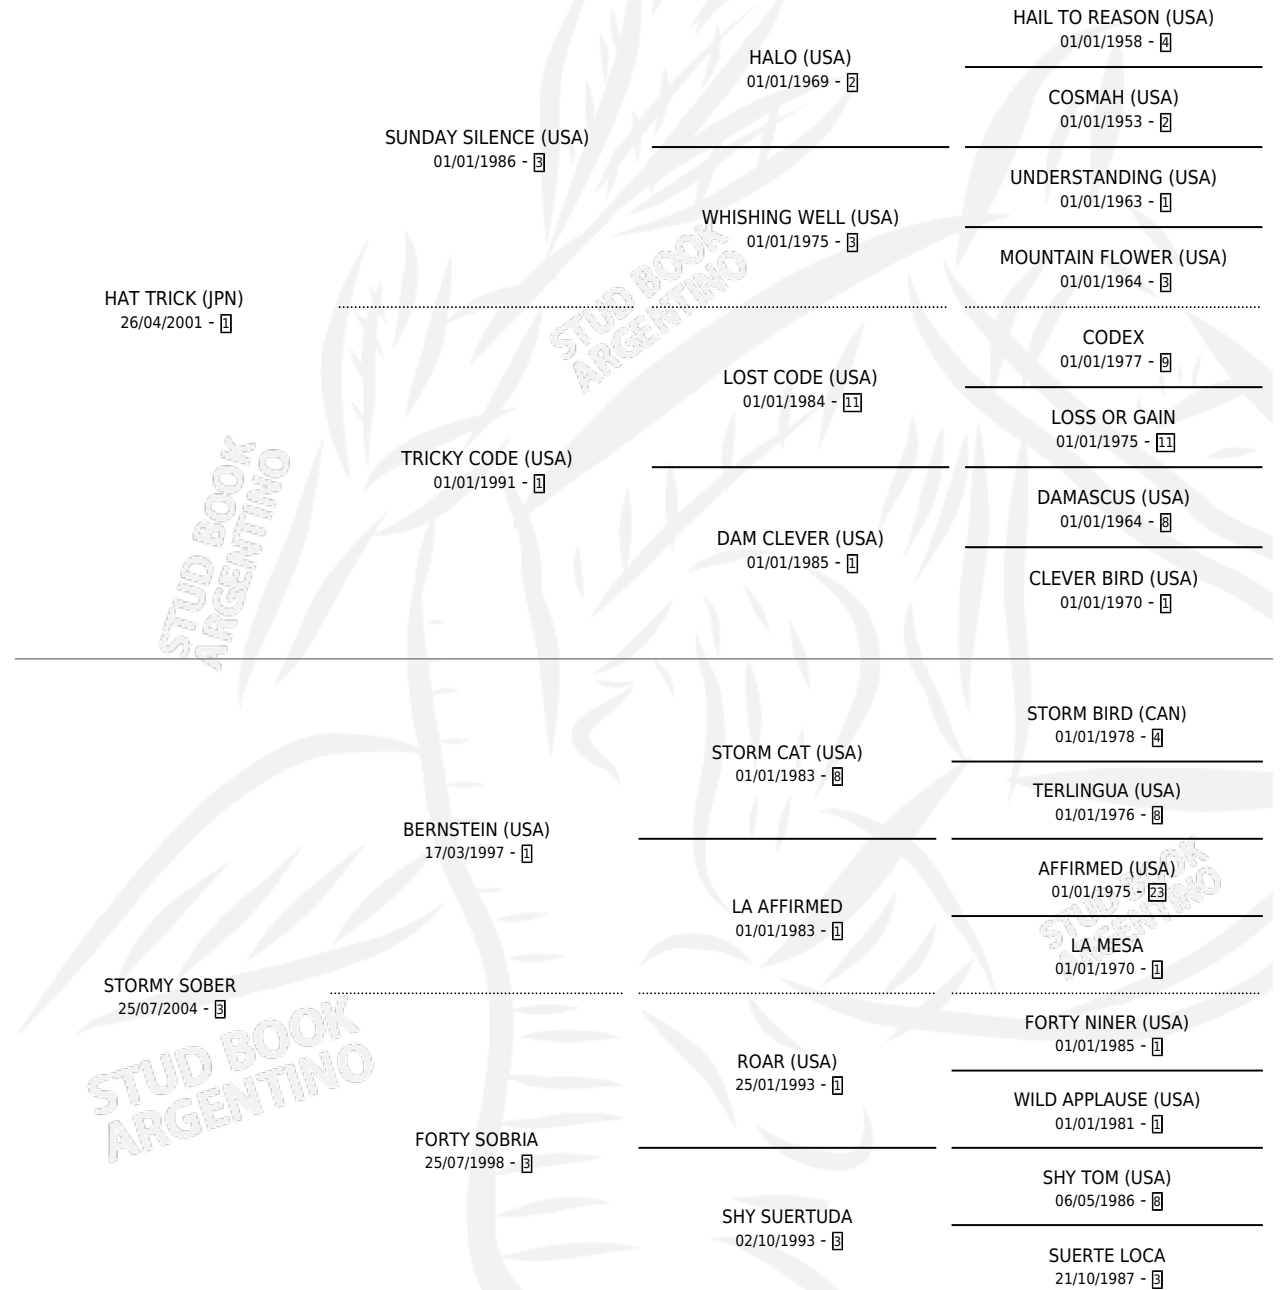 HAIL TO REASON (USA)
01/01/1958 - 4
HALO (USA)
01/01/1969 - 2
COSMAH (USA)
01/01/1953 - 2
SUNDAY SILENCE (USA)
01/01/1986 - 3
UNDERSTANDING (USA)
01/01/1963 - 1
WHISHING WELL (USA)
01/01/1975 - 3
MOUNTAIN FLOWER (USA)
01/01/1964 - 3
HAT TRICK (JPN)
26/04/2001 - 1
CODEX
01/01/1977 - 9
LOST CODE (USA)
01/01/1984 - 11
LOSS OR GAIN
01/01/1975 - 11
TRICKY CODE (USA)
01/01/1991 - 1
DAMASCUS (USA)
01/01/1964 - 8
DAM CLEVER (USA)
01/01/1985 - 1
CLEVER BIRD (USA)
01/01/1970 - 1
STORM BIRD (CAN)
01/01/1978 - 4
STORM CAT (USA)
01/01/1983 - 8
TERLINGUA (USA)
01/01/1976 - 8
BERNSTEIN (USA)
17/03/1997 - 1
AFFIRMED (USA)
01/01/1975 - 23
LA AFFIRMED
01/01/1983 - 1
LA MESA
01/01/1970 - 1
STORMY SOBER
25/07/2004 - 3
FORTY NINER (USA)
01/01/1985 - 1
ROAR (USA)
25/01/1993 - 1
WILD APPLAUSE (USA)
01/01/1981 - 1
FORTY SOBRIA
25/07/1998 - 3
SHY TOM (USA)
06/05/1986 - 8
SHY SUERTUDA
02/10/1993 - 3
SUERTE LOCA
21/10/1987 - 3
STUD BOOK
ARGENTINO
STUD BOOK
ARGENTINO
STUD BOOK
ARGENTINO
STUD BOOK
ARGENTINO